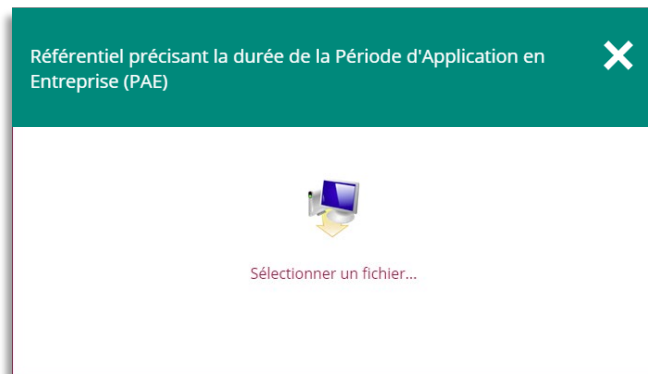 Référentiel précisant la durée de la Période d'Application en
Entreprise (PAE)
Sélectionner un fichier...